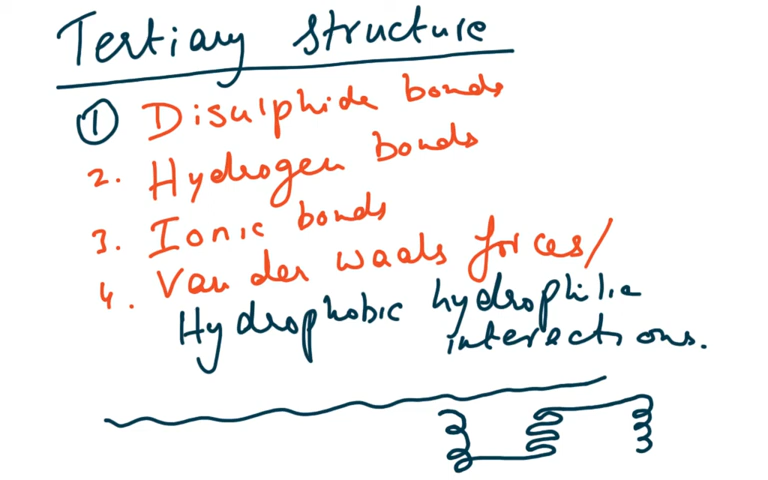 Tertiary structure
1 Disulphide bonds
2. Hydrogen bonds
3. Ionic bonds
4. Van der waals forces/
Hydrophobic hydrophilic
interactions.